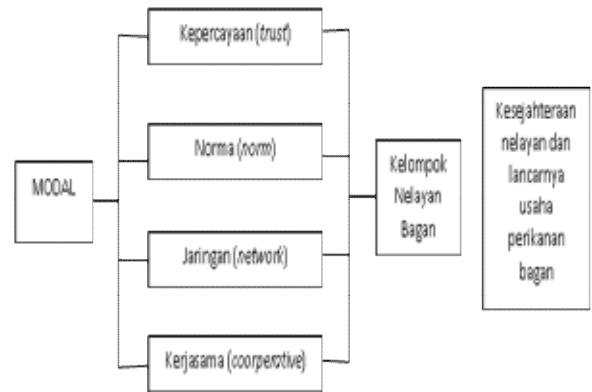 MODAL
Kepercayaan (trust)
Norma (norm)
Jaringan (network)
Kerjasama (coorperative)
Kelompok
Nelayan
Bagan
Kesejahteraan
nelayan dan
lancarnya
usaha
perikanan
bagan